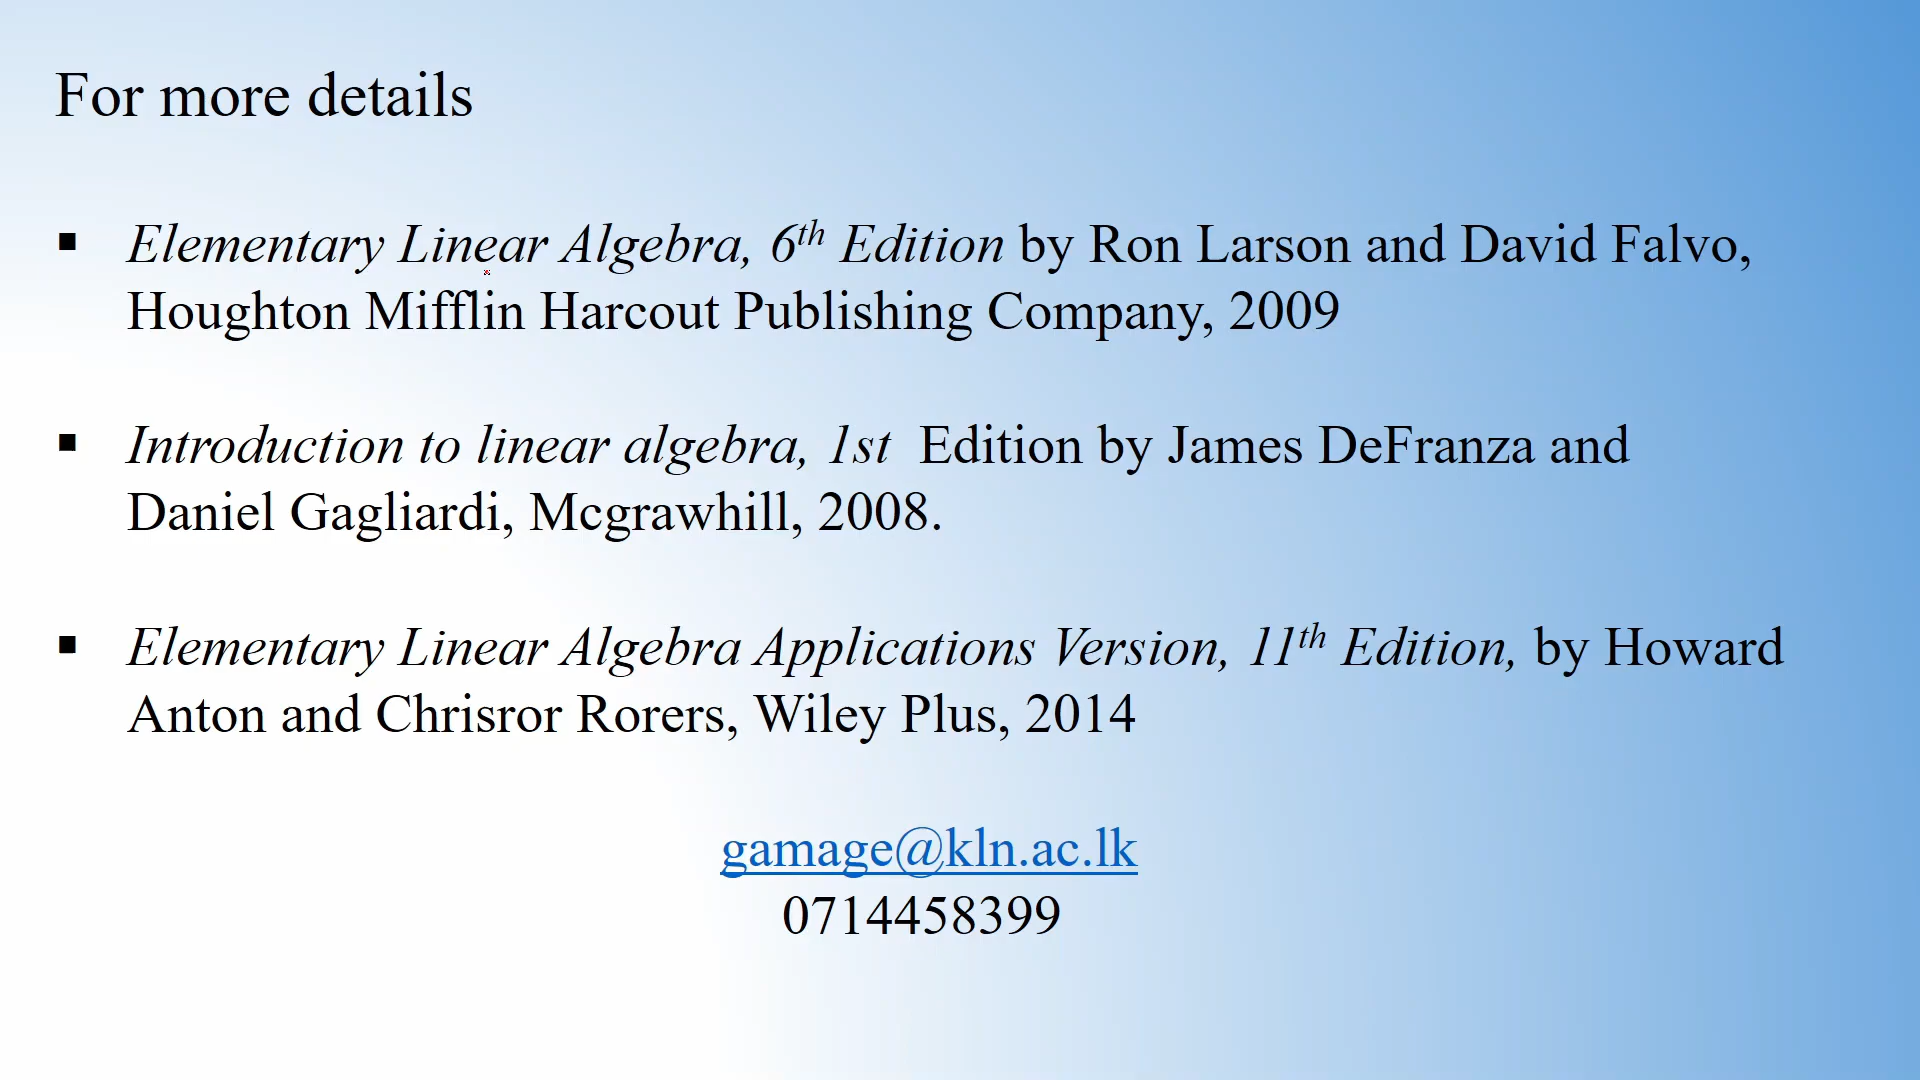 For more details
▪ Elementary Linear Algebra, 6th Edition by Ron Larson and David Falvo,
Houghton Mifflin Harcout Publishing Company, 2009
▪ Introduction to linear algebra, 1st Edition by James DeFranza and
Daniel Gagliardi, Mcgrawhill, 2008.
▪ Elementary Linear Algebra Applications Version, 11th Edition, by Howard
Anton and Chrisror Rorers, Wiley Plus, 2014
gamage@kln.ac.lk
0714458399